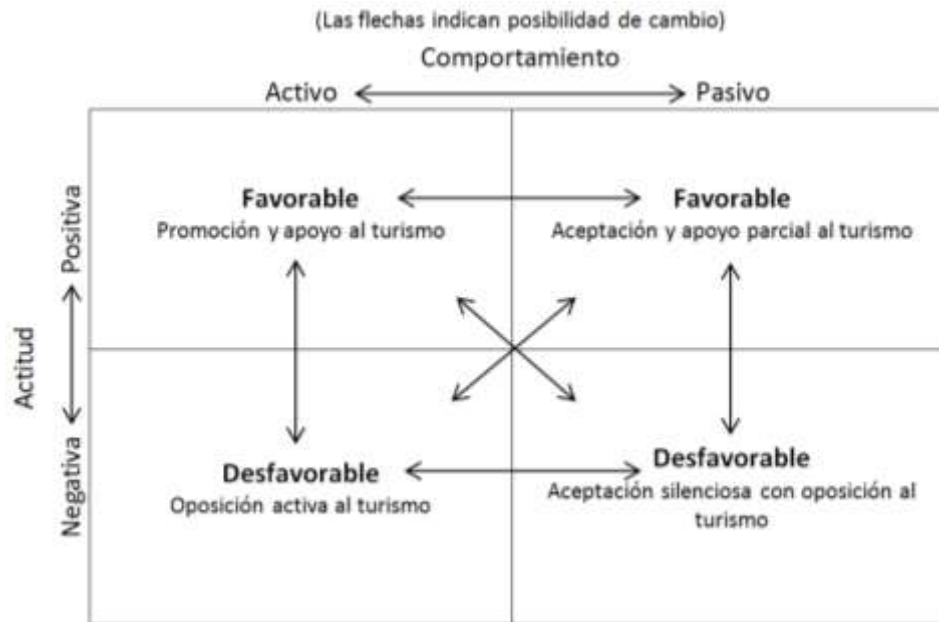 (Las flechas indican posibilidad de cambio)
Comportamiento
Activo
Pasivo
Actitud
Positiva
Negativa
Favorable
Promoción y apoyo al turismo
Favorable
Aceptación y apoyo parcial al turismo
Desfavorable
Oposición activa al turismo
Desfavorable
Aceptación silenciosa con oposición al
turismo